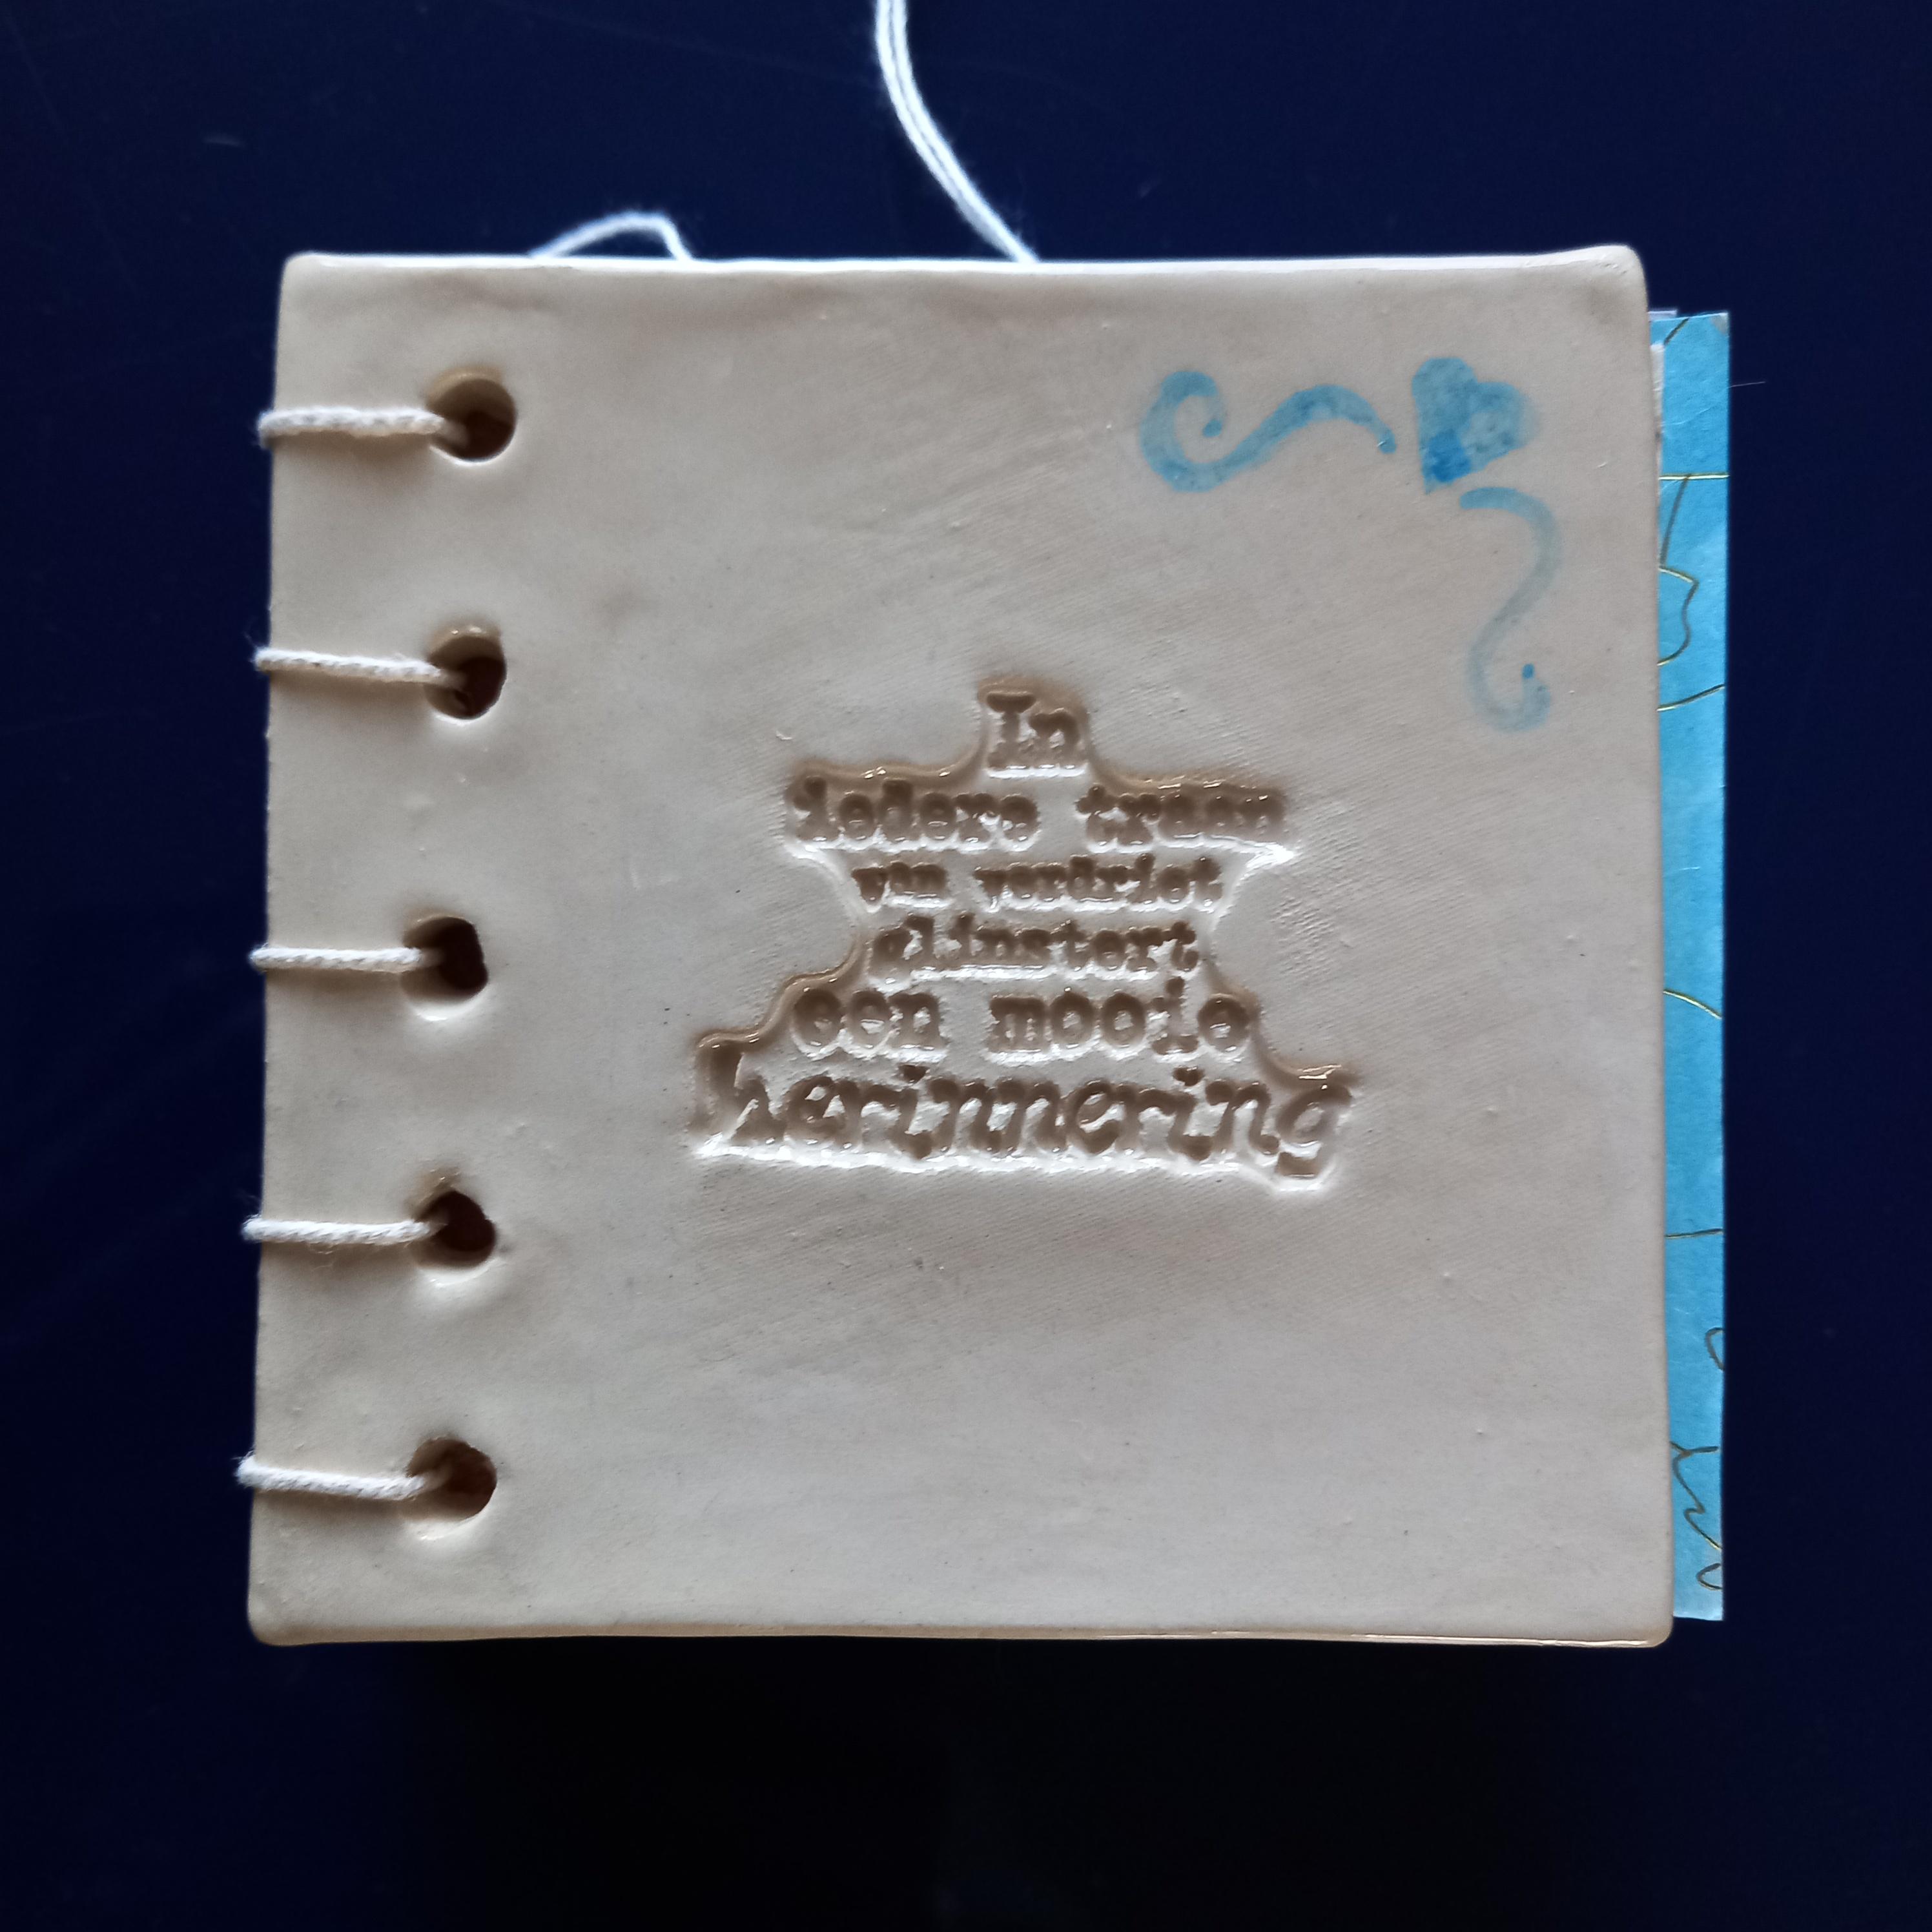 In
iedere traan
van verdriet
glinstert
een mooie
herinnering